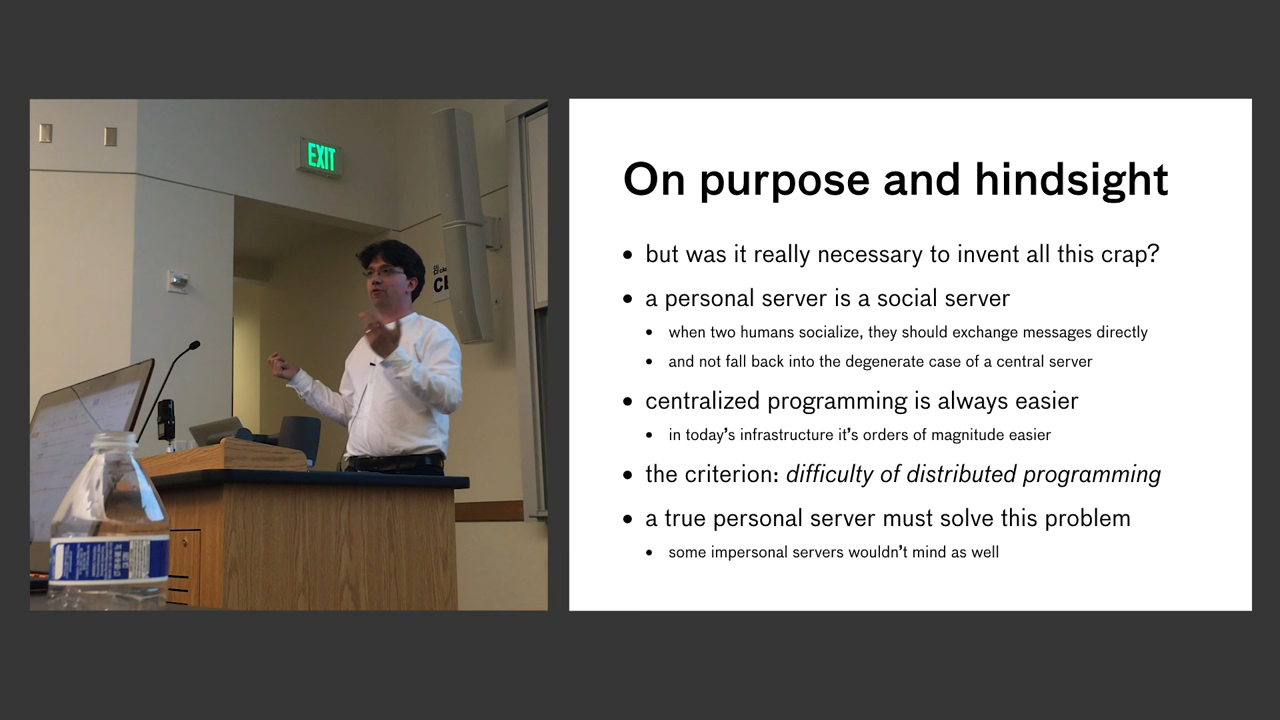 EXIT
On purpose and hindsight
but was it really necessary to invent all this crap?
a personal server is a social server
when two humans socialize, they should exchange messages directly
and not fall back into the degenerate case of a central server
centralized programming is always easier
in today’s infrastructure it’s orders of magnitude easier
the criterion: difficulty of distributed programming
a true personal server must solve this problem
some impersonal servers wouldn’t mind as well